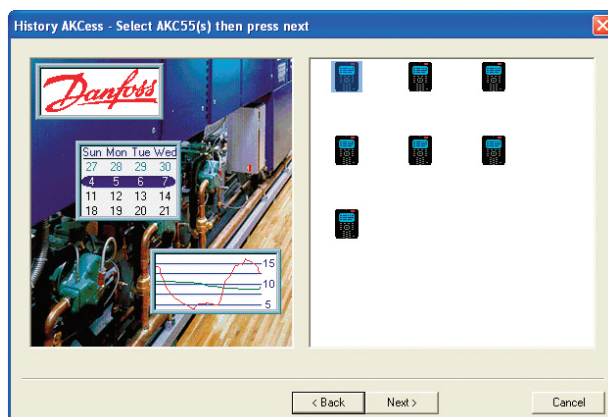 History AKCess - Select AKC55(s) then press next
Danfoss
Sun Mon Tue Wed
27 28 29 30
4 5 6 7
11 12 13 14
18 19 20 21
15
10
5
< Back
Next >
Cancel